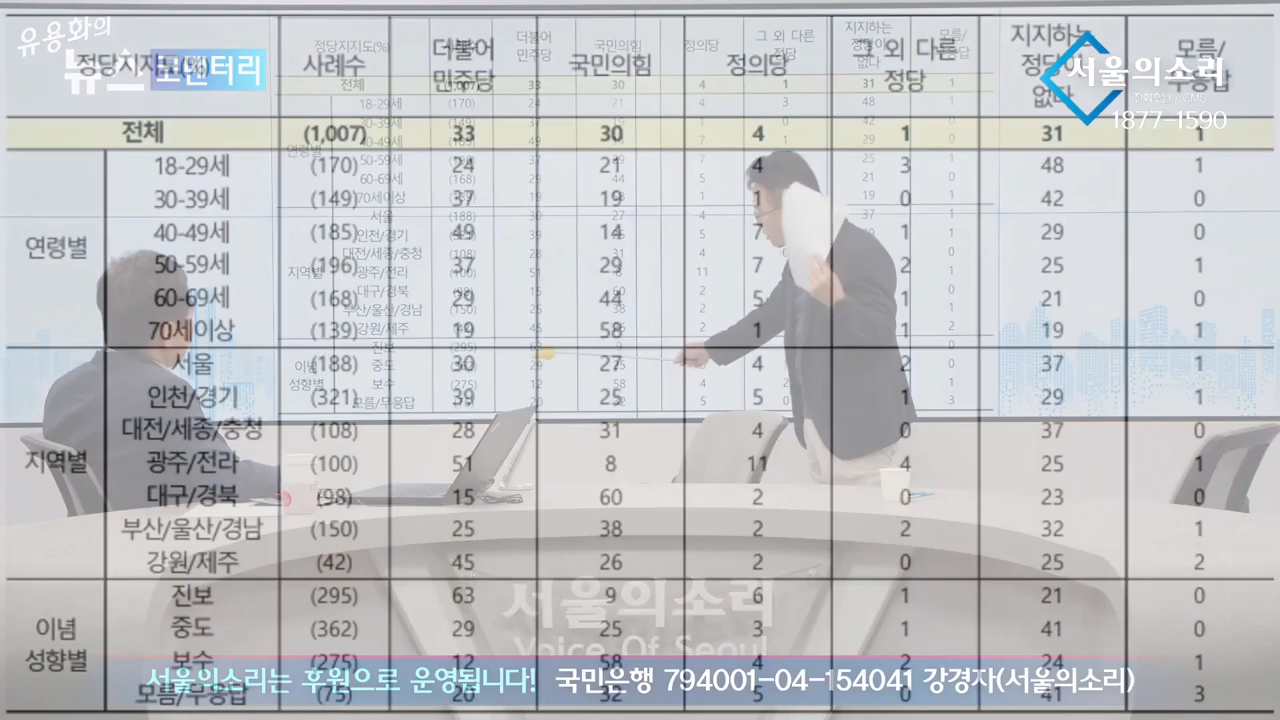 유용화의
뉴스코멘터리
정당지지도(%) 사례수 더불어민주당 국민의힘 정의당 그 외 다른 정당 지지하는 정당이 없다 모름/무응답
서울의소리
1877-1590
전체 (1,007) 33 30 4 1 31 1
연령별
18-29세 (170) 24 21 4 3 48 1
30-39세 (149) 37 19 1 0 42 0
40-49세 (185) 49 14 7 1 29 0
50-59세 (196) 37 29 7 2 25 1
60-69세 (168) 29 44 5 1 21 0
70세이상 (139) 19 58 1 1 19 1
지역별
서울 (188) 30 27 4 2 37 1
인천/경기 (321) 39 25 5 1 29 1
대전/세종/충청 (108) 28 31 4 0 37 0
광주/전라 (100) 51 8 11 4 25 1
대구/경북 (98) 15 60 2 0 23 0
부산/울산/경남 (150) 25 38 2 2 32 1
강원/제주 (42) 45 26 2 0 25 2
이념성향별
진보 (295) 63 9 6 1 21 0
중도 (362) 29 25 3 1 41 0
보수 (275) 12 58 4 2 24 1
모름/무응답 (75) 20 32 5 0 41 3
서울의소리
Voice Of Seoul
서울의소리는 후원으로 운영됩니다! 국민은행 794001-04-154041 강경자(서울의소리)